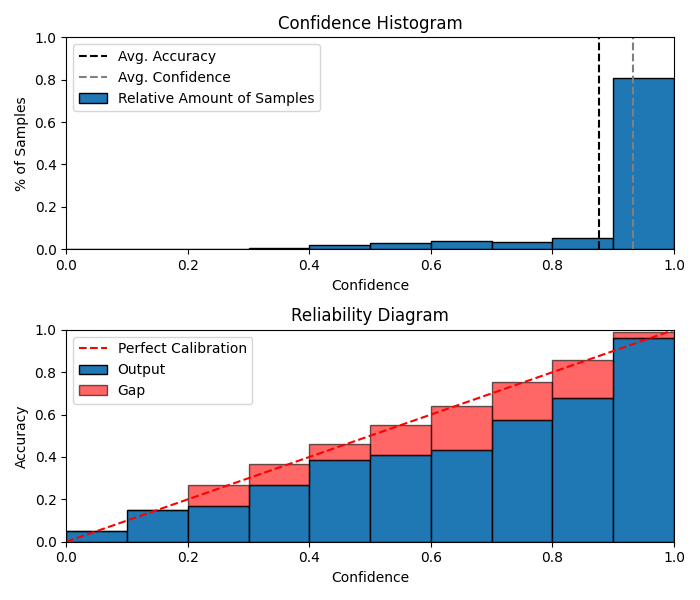 Confidence Histogram
1.0
0.8
0.6
0.4
0.2
0.0
% of Samples
Avg. Accuracy
Avg. Confidence
Relative Amount of Samples
0.0 0.2 0.4 0.6 0.8 1.0
Confidence
Reliability Diagram
1.0
0.8
0.6
0.4
0.2
0.0
Accuracy
Perfect Calibration
Output
Gap
0.0 0.2 0.4 0.6 0.8 1.0
Confidence